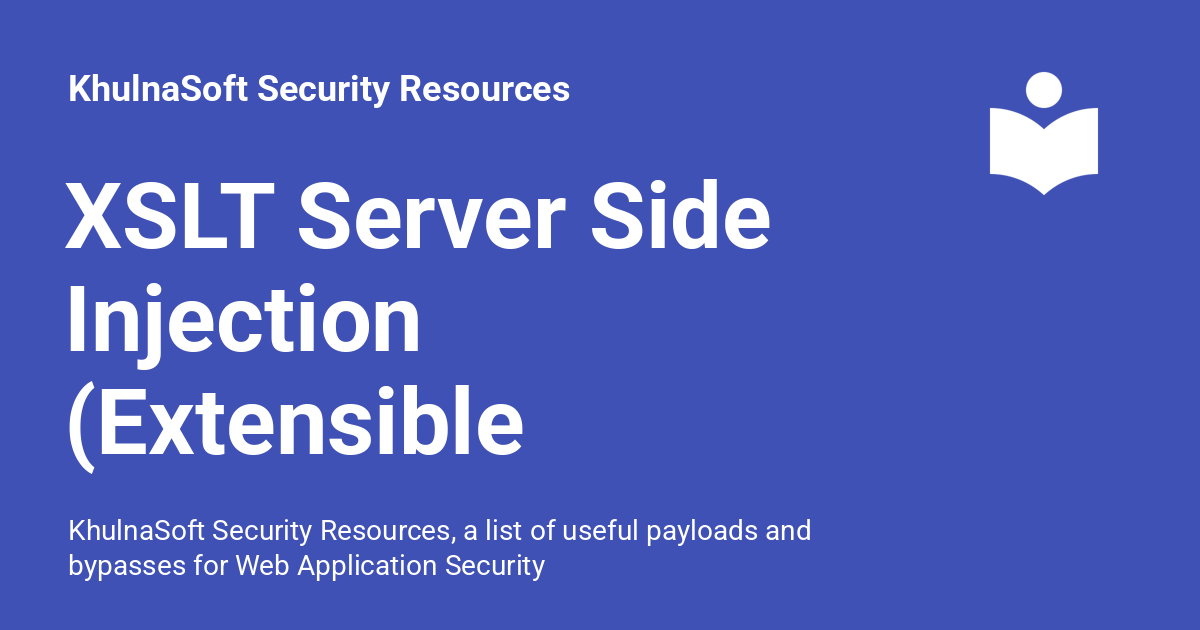 KhulnaSoft Security Resources
XSLT Server Side
Injection
(Extensible
KhulnaSoft Security Resources, a list of useful payloads and
bypasses for Web Application Security